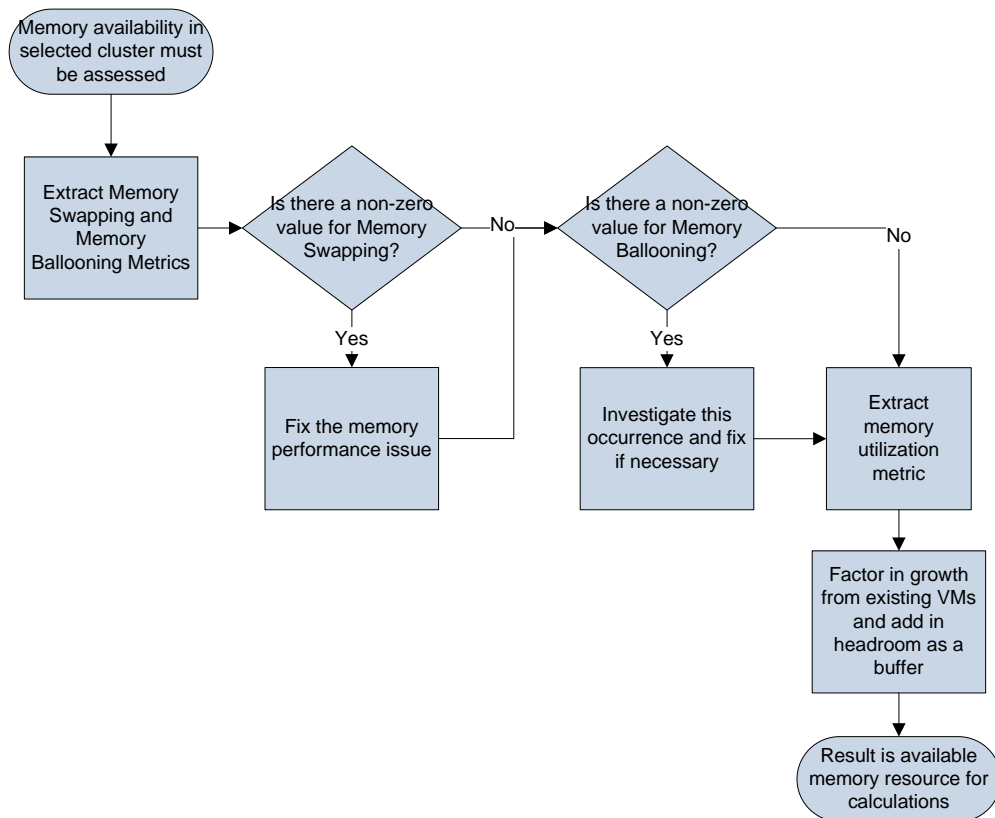 Memory availability in
selected cluster must
be assessed
Extract Memory
Swapping and
Memory
Ballooning Metrics
Is there a non-zero
value for Memory
Swapping?
No
Yes
Fix the memory
performance issue
Is there a non-zero
value for Memory
Ballooning?
No
Yes
Investigate this
occurrence and fix
if necessary
Extract
memory
utilization
metric
Factor in growth
from existing VMs
and add in
headroom as a
buffer
Result is available
memory resource for
calculations